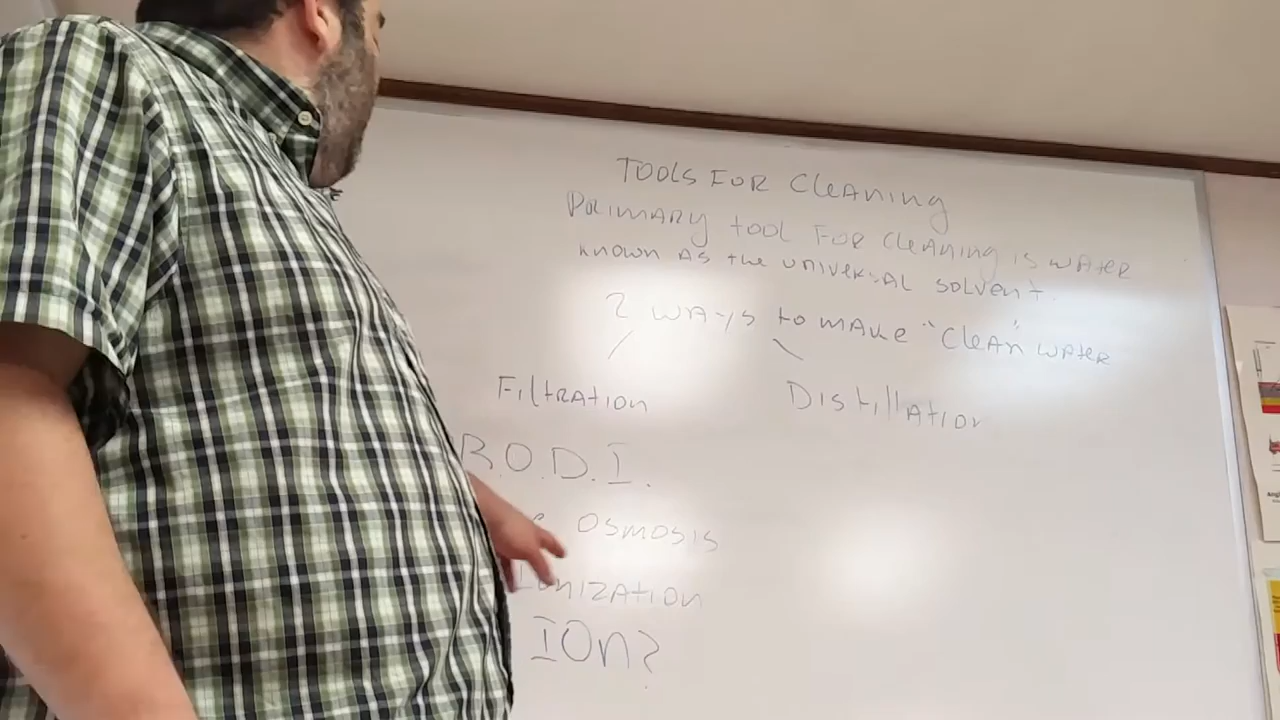 TOOLS FOR CLEANING
PRIMARY tOOL FOR CLEANING IS WATER
KNOWN AS the UNIVERSAL SOLVENT.
2 WAYS to MAKE "CLEAN" WATER
FILTRATION
DISTILLATION
R.O.D.I.
OSMOSIS
IONIZATION
ION?